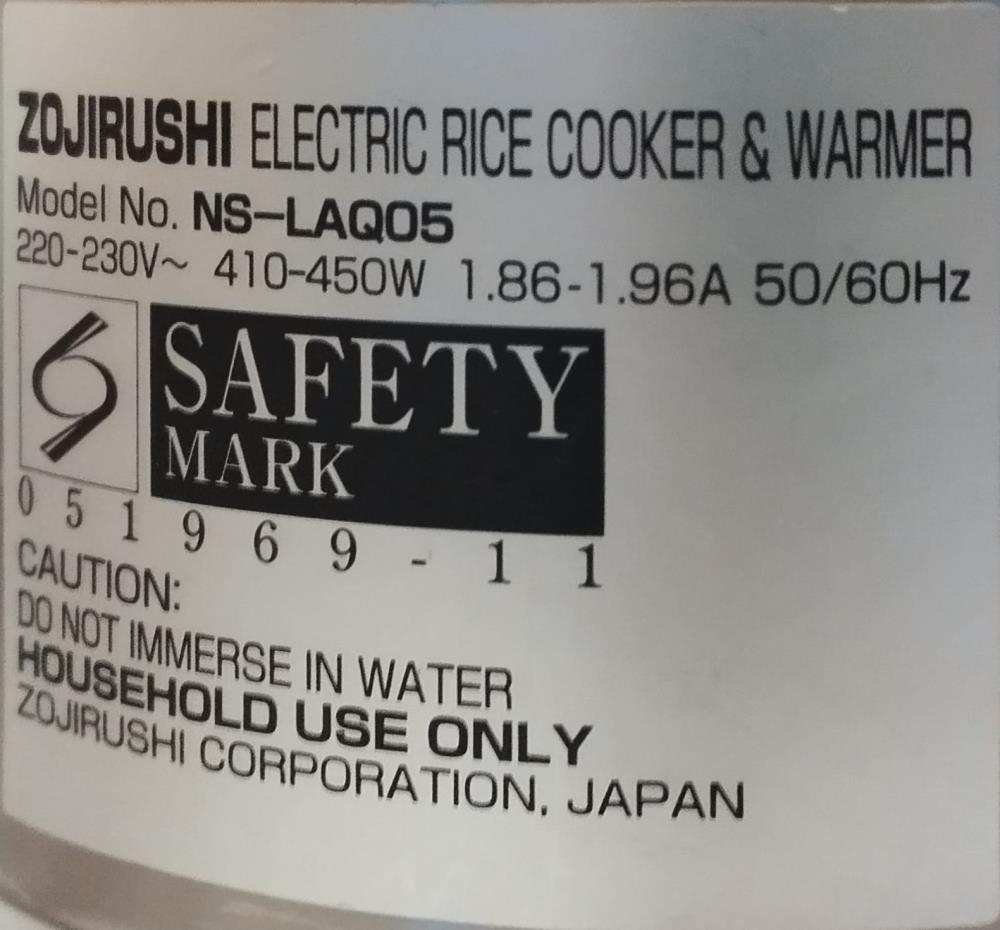 ZOJIRUSHI ELECTRIC RICE COOKER & WARMER
Model No. NS-LAQ05
220-230V~ 410-450W 1.86-1.96A 50/60Hz
SAFETY
MARK
051969-11
CAUTION:
DO NOT IMMERSE IN WATER
HOUSEHOLD USE ONLY
ZOJIRUSHI CORPORATION, JAPAN